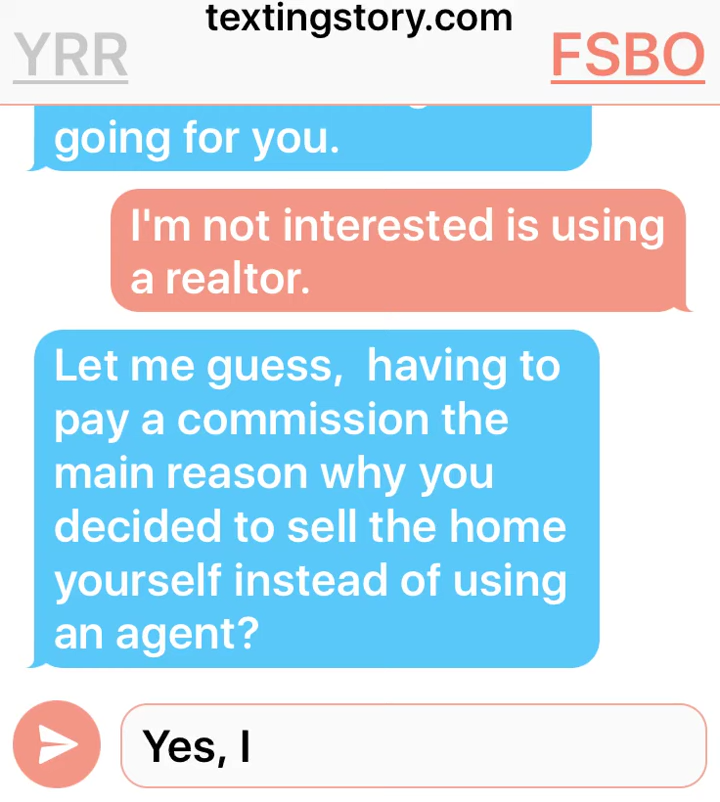 textingstory.com
YRR
FSBO
going for you.
I'm not interested is using
a realtor.
Let me guess,  having to
pay a commission the
main reason why you
decided to sell the home
yourself instead of using
an agent?
Yes, I